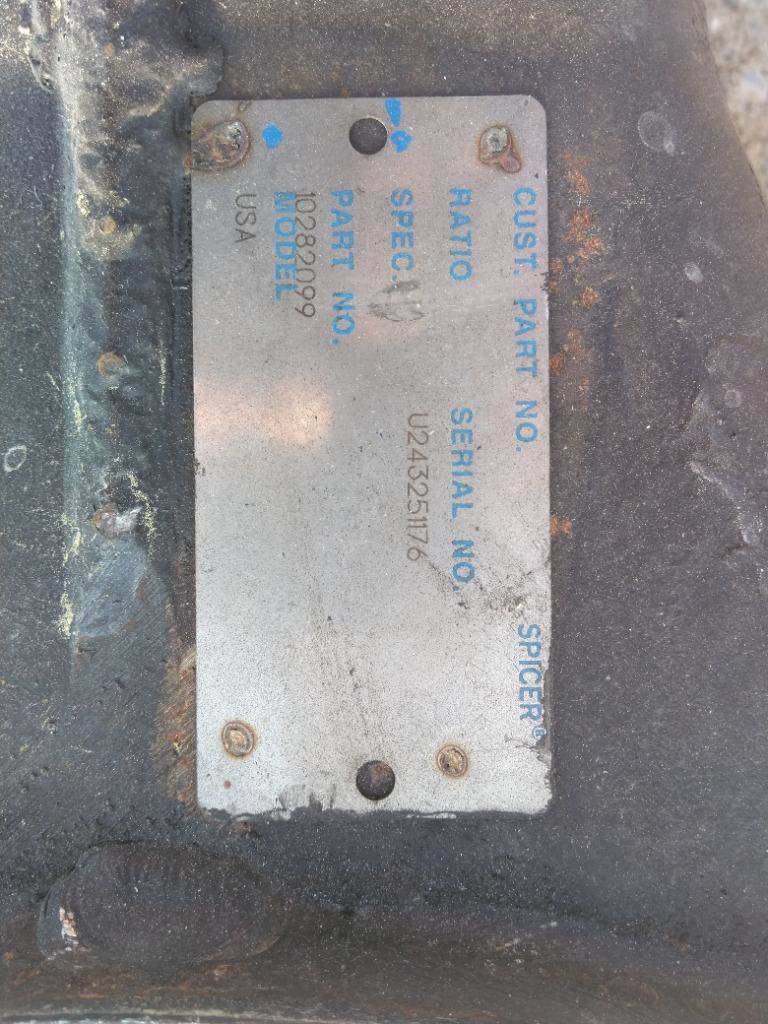 CUST. PART NO. SPICER®
RATIO SERIAL NO.
SPEC. U243251176
PART NO.
10282099
MODEL
USA